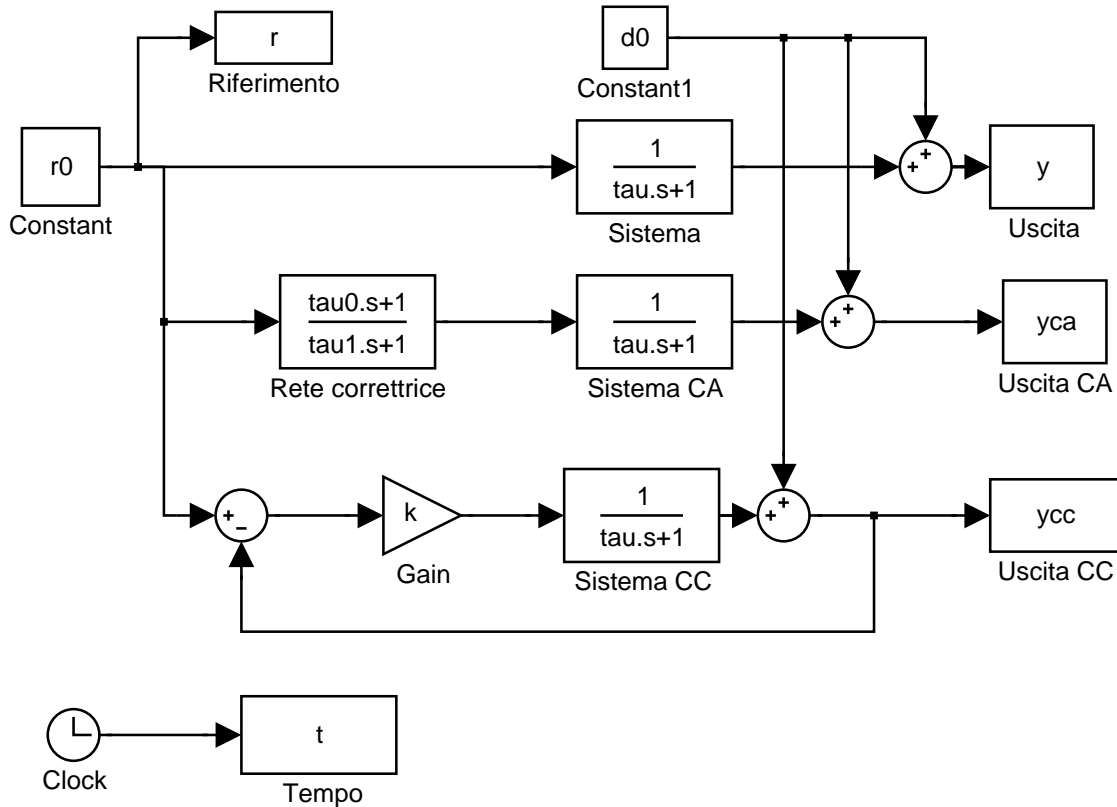 r
Riferimento
d0
Constant1
r0
Constant
1
tau.s+1
Sistema
+
+
y
Uscita
tau0.s+1
tau1.s+1
Rete correttrice
1
tau.s+1
Sistema CA
+
+
yca
Uscita CA
+
−
k
Gain
1
tau.s+1
Sistema CC
+
+
ycc
Uscita CC
Clock
t
Tempo